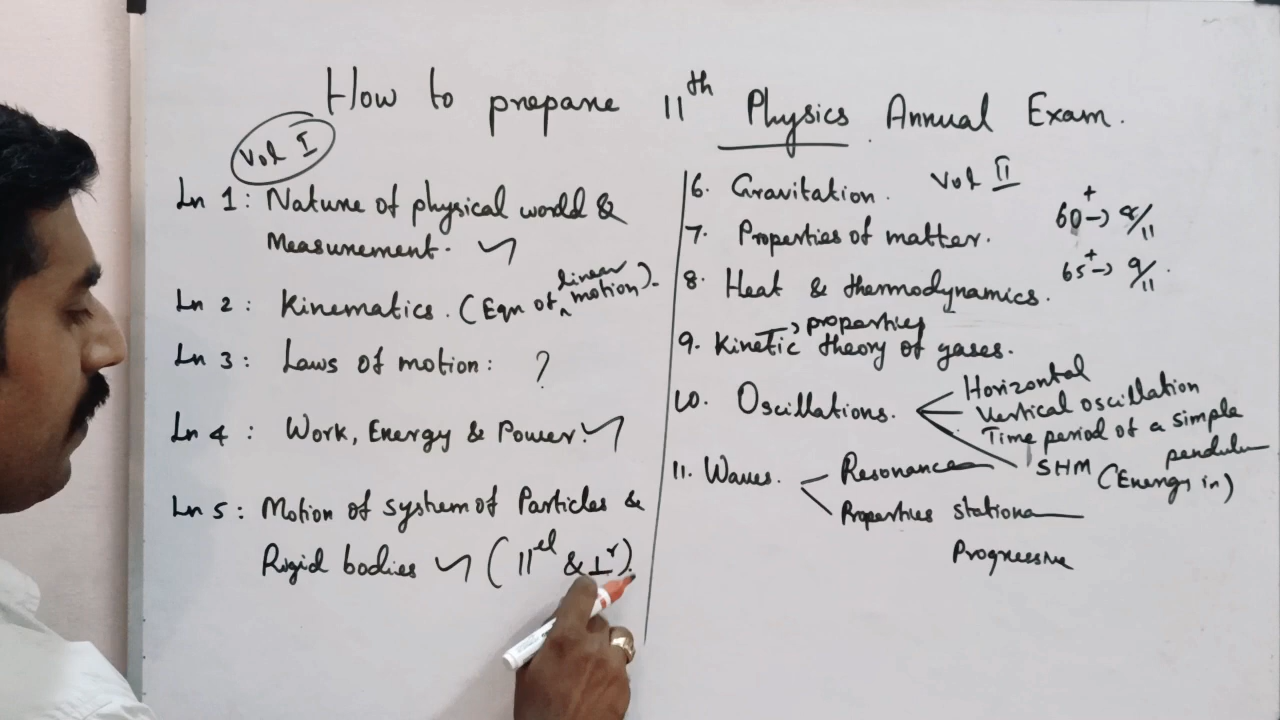 How to prepare 11th Physics Annual Exam.
Vol I
Ln 1: Nature of physical world &
Measurement.
Ln 2: Kinematics. (Eqn of linear motion).
Ln 3: Laws of motion: ?
Ln 4: Work, Energy & Power.
Ln 5: Motion of system of Particles &
Rigid bodies (11el & ⊥r).
Vol II
6. Gravitation.
7. Properties of matter.
60+ → 8/11
8. Heat & thermodynamics.
65+ → 9/11.
→ properties
9. Kinetic theory of gases.
10. Oscillations.
Horizontal
Vertical oscillation
Time period of a simple
pendulum
SHM (Energy in)
11. Waves.
Resonance
Properties stationa
Progressive